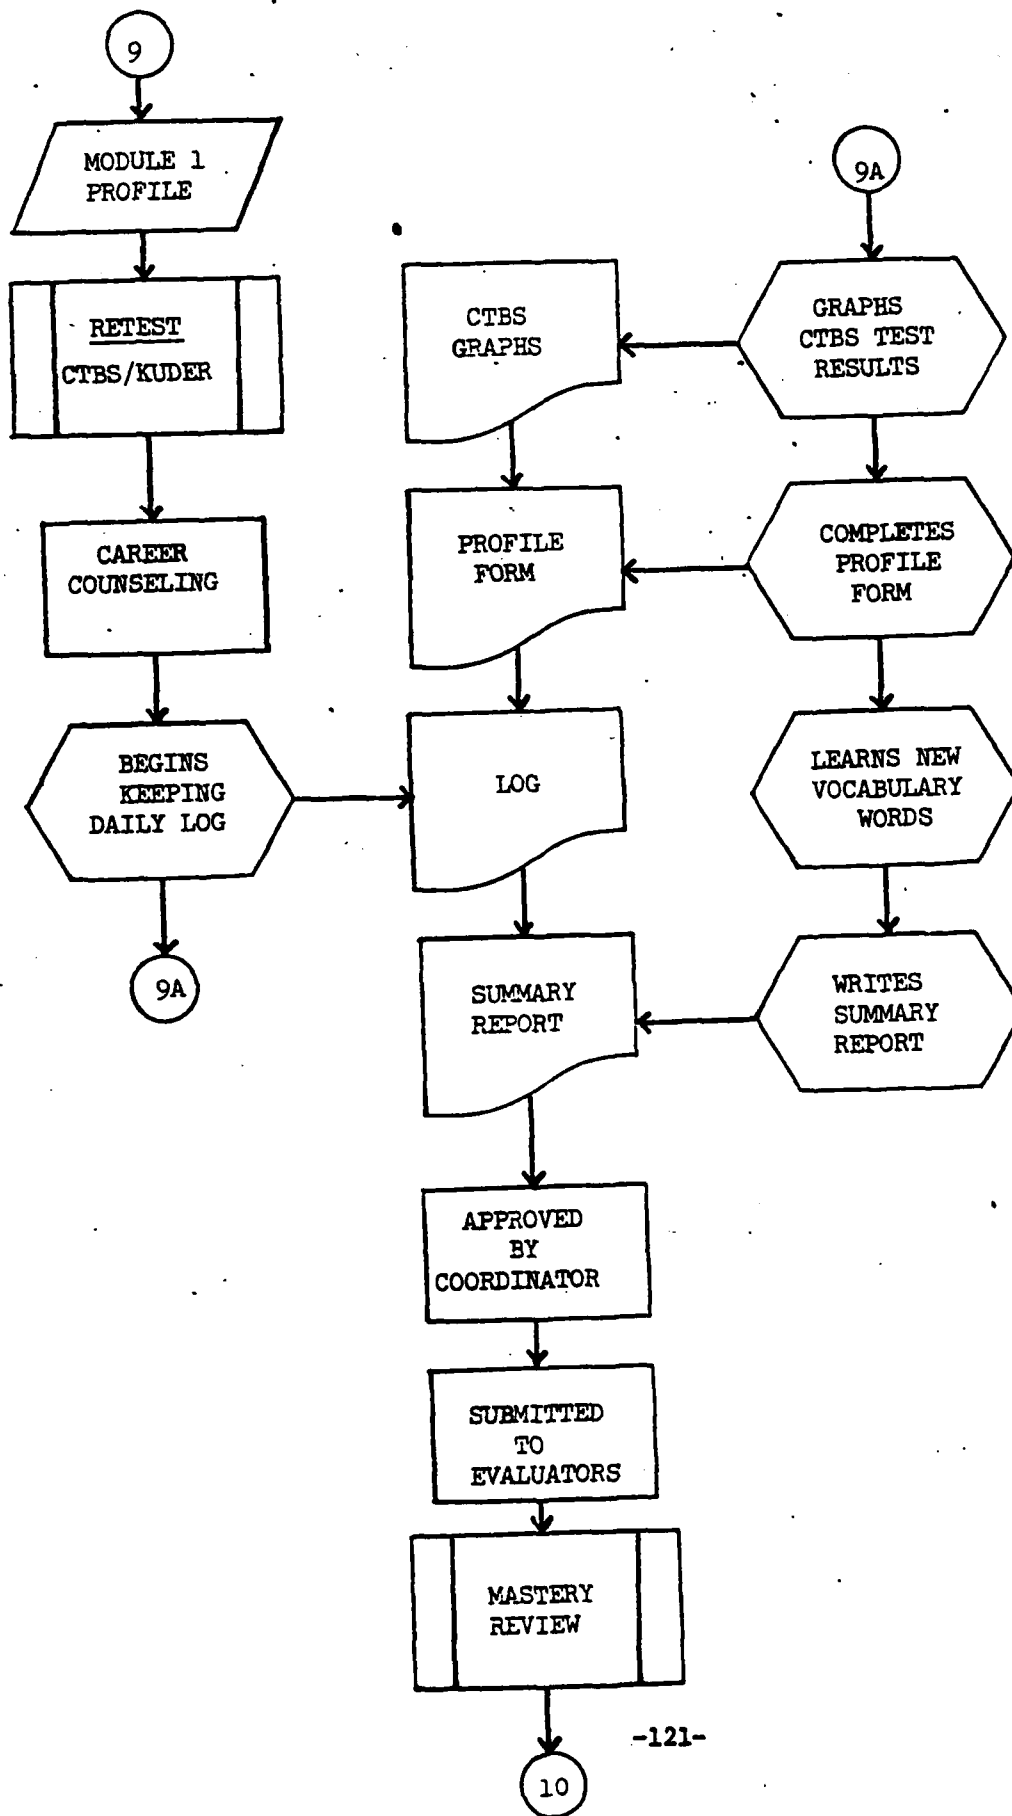 9
MODULE 1
PROFILE
RETEST
CTBS/KUDER
CAREER
COUNSELING
BEGINS
KEEPING
DAILY LOG
9A
9A
GRAPHS
CTBS TEST
RESULTS
COMPLETES
PROFILE
FORM
LEARNS NEW
VOCABULARY
WORDS
WRITES
SUMMARY
REPORT
CTBS
GRAPHS
PROFILE
FORM
LOG
SUMMARY
REPORT
APPROVED
BY
COORDINATOR
SUBMITTED
TO
EVALUATORS
MASTERY
REVIEW
10
-121-